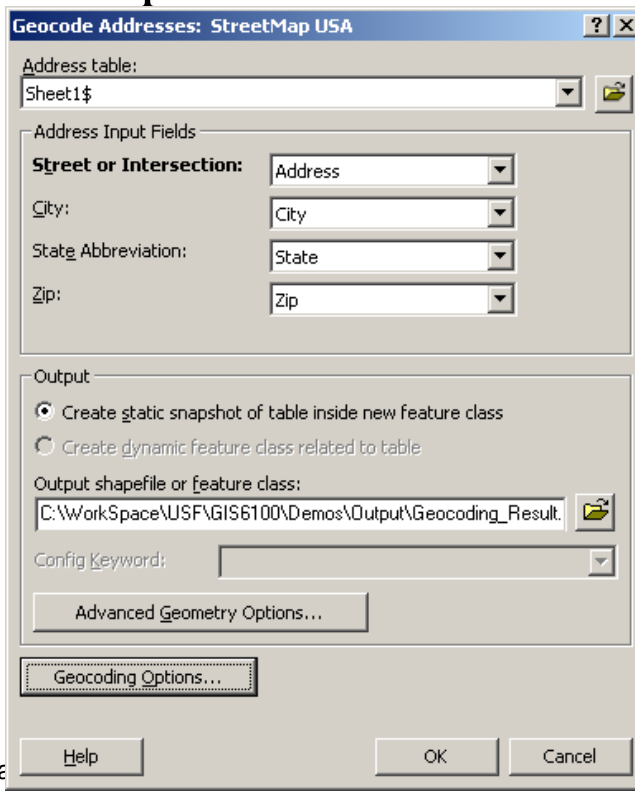 Geocode Addresses: StreetMap USA
Address table:
Sheet1$
Address Input Fields
Street or Intersection: Address
City: City
State Abbreviation: State
Zip: Zip
Output
Create static snapshot of table inside new feature class
Create dynamic feature class related to table
Output shapefile or feature class:
C:\WorkSpace\USF\GIS6100\Demos\Output\Geocoding_Result.
Config Keyword:
Advanced Geometry Options...
Geocoding Options...
Help OK Cancel